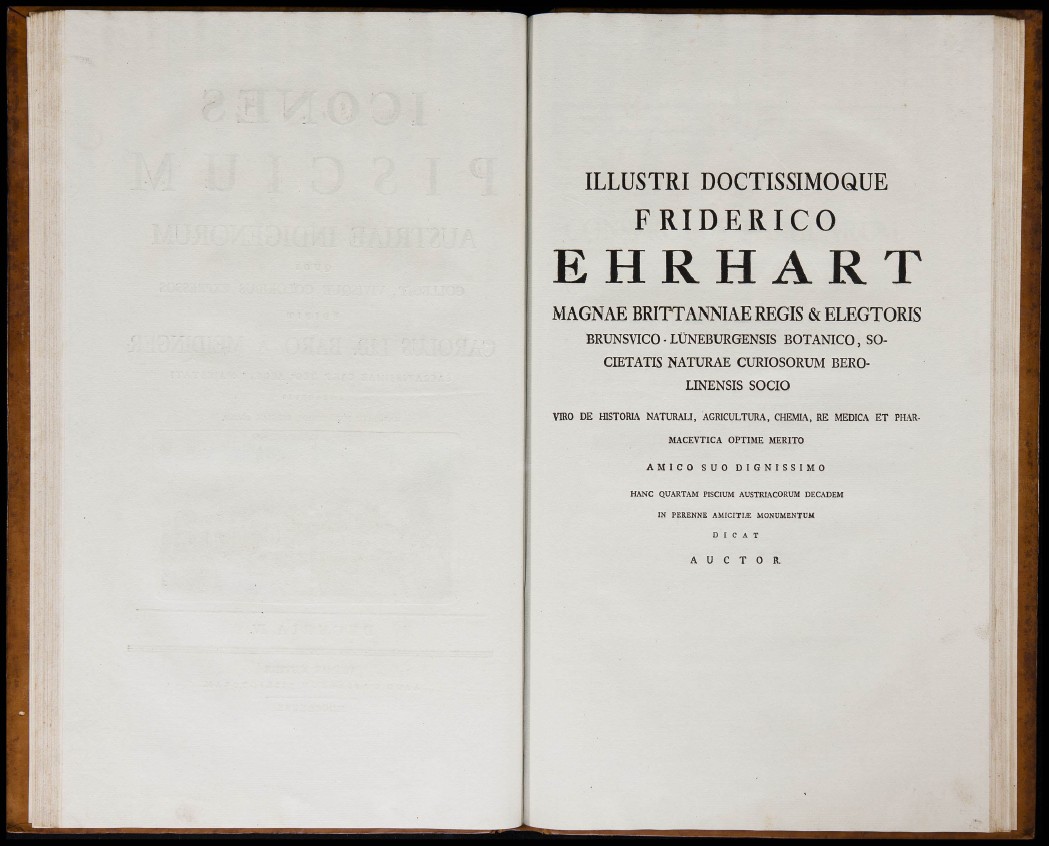 ILLUSTRI DOCTISSIMOQUE
FRIDERICO
EHRHART
MAGNAE BRITTANNIAE REGIS & ELEGTORIS
BRUNSVICO-LÜNEBURGENSIS BOTANICO, SO-
CIETATIS NATURAE CURIOSORUM BERO-
LINENSIS SOCIO
VIRO DE HISTORIA NATURALI, AGRICULTURA, CHEMIA, RE MEDICA ET PHAR-
MACEVTICA OPTIME MERITO
AMICO SUO DIGNISSIMO
HANC QUARTAM PISCIUM AUSTRIACORUM DECADEM
IN PERENNE AMICITIÆ MONUMENTUM
DICAT
AUCTOR.